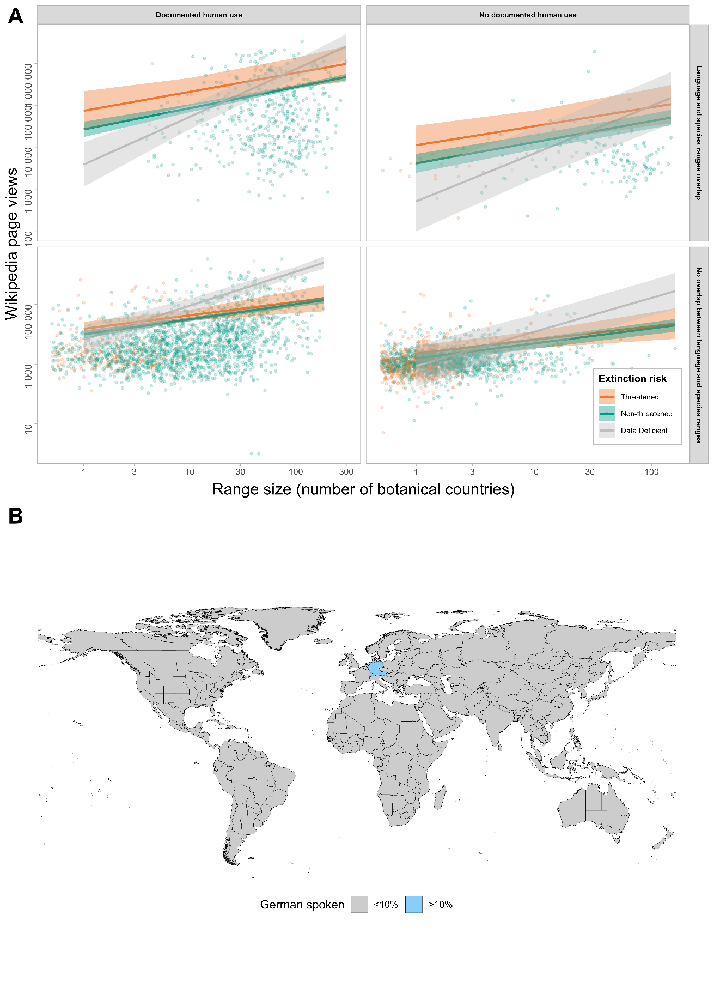 A
Documented human use
No documented human use
Wikipedia page views
1 000 000
100 000
10 000
1 000
100
Language and species ranges overlap
100 000
1 000
10
No overlap between language and species ranges
Extinction risk
Threatened
Non-threatened
Data Deficient
1 3 10 30 100 300
1 3 10 30 100
Range size (number of botanical countries)
B
German spoken <10% >10%